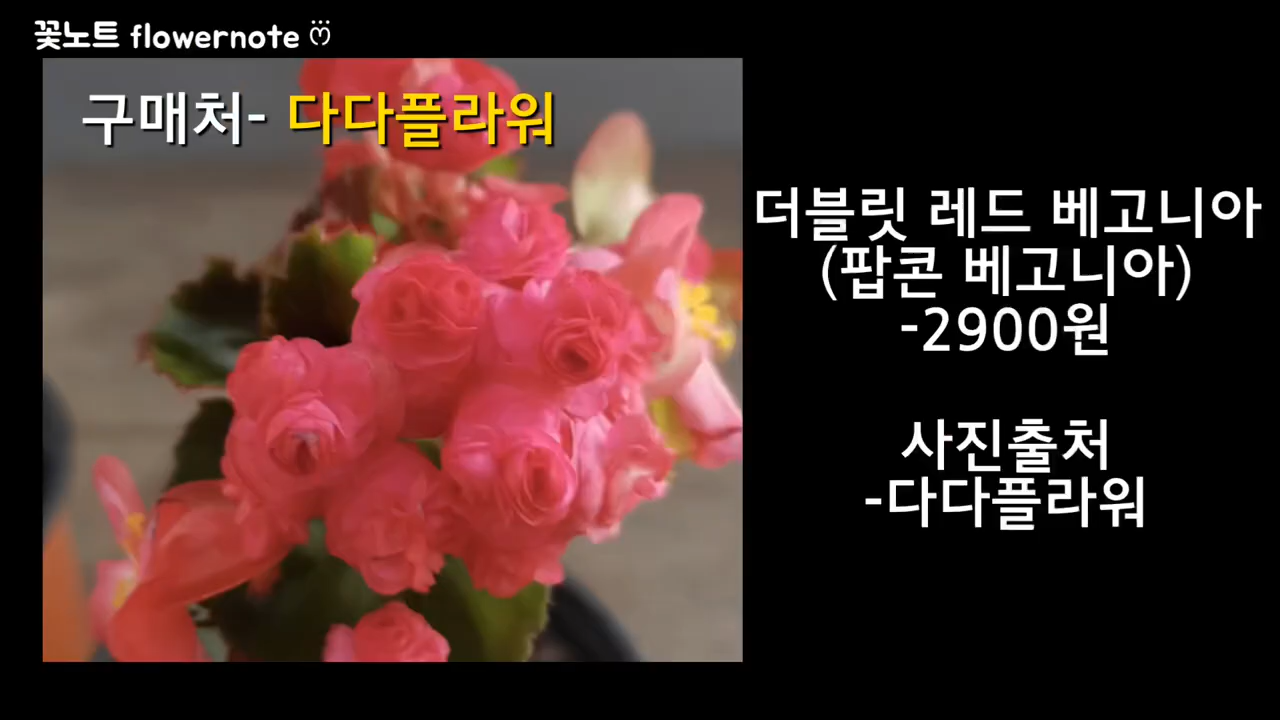 꽃노트 flowernote ෆ̈
구매처- 다다플라워
더블릿 레드 베고니아
(팝콘 베고니아)
-2900원
사진출처
-다다플라워